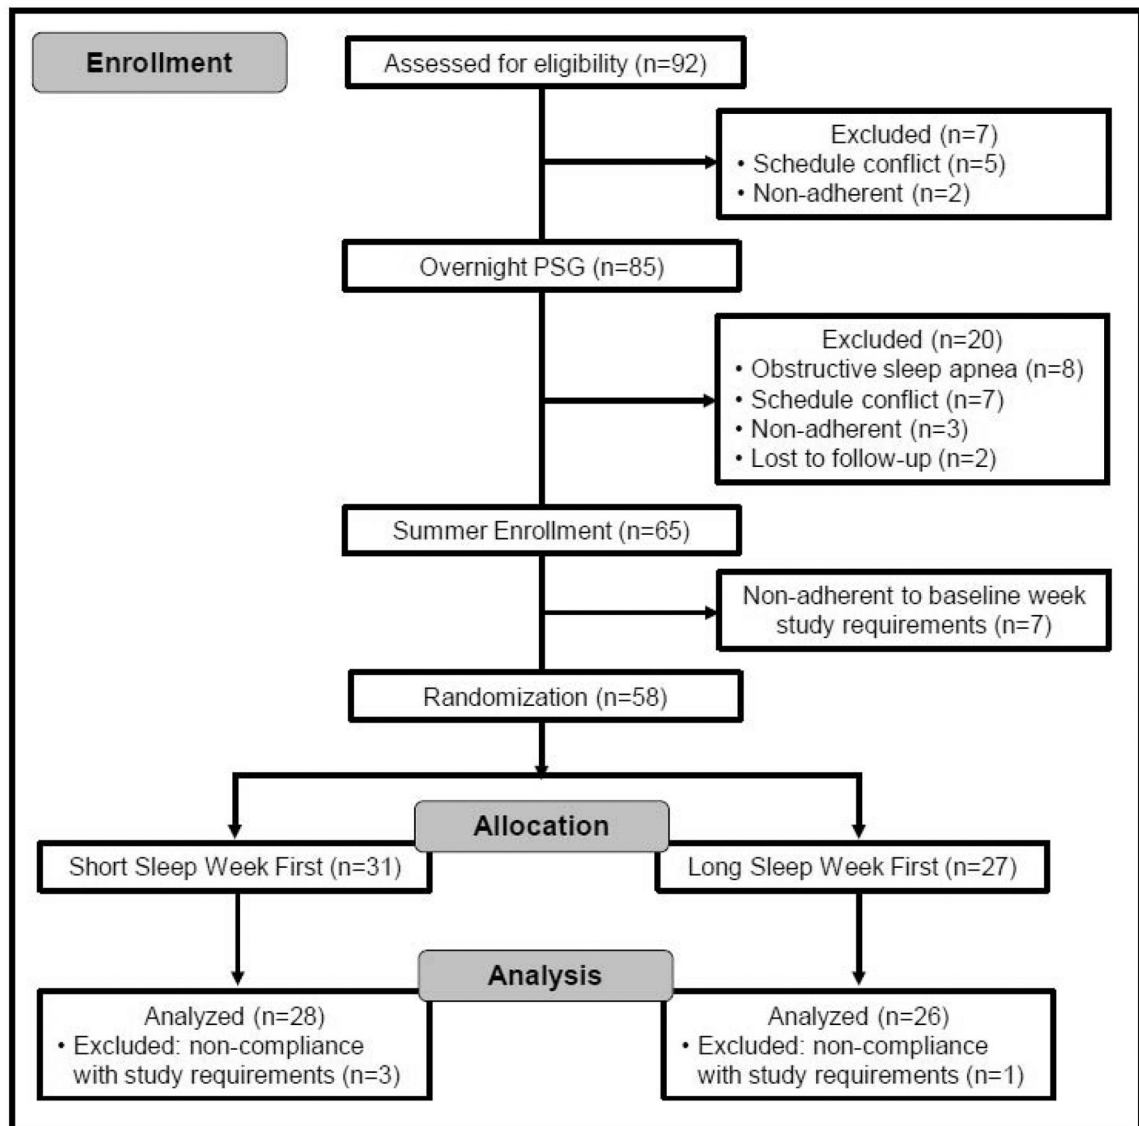 Enrollment
Assessed for eligibility (n=92)
Excluded (n=7)
• Schedule conflict (n=5)
• Non-adherent (n=2)
Overnight PSG (n=85)
Excluded (n=20)
• Obstructive sleep apnea (n=8)
• Schedule conflict (n=7)
• Non-adherent (n=3)
• Lost to follow-up (n=2)
Summer Enrollment (n=65)
Non-adherent to baseline week
study requirements (n=7)
Randomization (n=58)
Allocation
Short Sleep Week First (n=31)
Long Sleep Week First (n=27)
Analysis
Analyzed (n=28)
• Excluded: non-compliance
with study requirements (n=3)
Analyzed (n=26)
• Excluded: non-compliance
with study requirements (n=1)